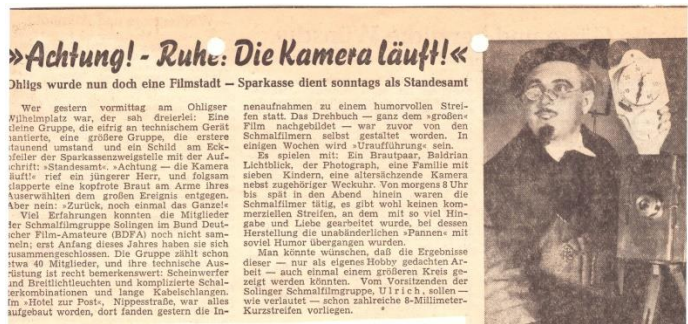 »Achtung! - Ruhe! Die Kamera läuft!«
Ohligs wurde nun doch eine Filmstadt — Sparkasse dient sonntags als Standesamt
Wer gestern vormittag am Ohligser
Wilhelmplatz war, der sah dreierlei: Eine
kleine Gruppe, die eifrig an technischem Gerät
hantierte, eine größere Gruppe, die erstere
staunend umstand und ein Schild am Eck-
pfeiler der Sparkassenzweigstelle mit der Auf-
schrift: »Standesamt«. »Achtung — die Kamera
läuft!« rief ein jüngerer Herr, und folgsam
klapperte eine kopfrote Braut am Arme ihres
Auserwählten dem großen Ereignis entgegen.
Aber nein: »Zurück, noch einmal das Ganze!«
Viel Erfahrungen konnten die Mitglieder
der Schmalfilmgruppe Solingen im Bund Deut-
scher Film-Amateure (BDFA) noch nicht sam-
meln; erst Anfang dieses Jahres haben sie sich
zusammengeschlossen. Die Gruppe zählt schon
etwa 40 Mitglieder, und ihre technische Aus-
rüstung ist recht bemerkenswert: Scheinwerfer
und Breitlichtleuchten und komplizierte Schal-
terkombinationen und lange Kabelschlangen.
Im »Hotel zur Post«, Nippesstraße, war alles
aufgebaut worden, dort fanden gestern die In-
nenaufnahmen zu einem humorvollen Strei-
fen statt. Das Drehbuch — ganz dem »großen«
Film nachgebildet — war zuvor von den
Schmalfilmern selbst gestaltet worden. In
einigen Wochen wird »Uraufführung« sein.
Es spielen mit: Ein Brautpaar, Baldrian
Lichtblick, der Photograph, eine Familie mit
sieben Kindern, eine altersächzende Kamera
nebst zugehöriger Weckuhr. Von morgens 8 Uhr
bis spät in den Abend hinein waren die
Schmalfilmer tätig, es gibt wohl keinen kom-
merziellen Streifen, an dem mit so viel Hin-
gabe und Liebe gearbeitet wurde, bei dessen
Herstellung die unabänderlichen »Pannen« mit
soviel Humor übergangen wurden.
Man könnte wünschen, daß die Ergebnisse
dieser — nur als eigenes Hobby gedachten Ar-
beit — auch einmal einem größeren Kreis ge-
zeigt werden könnten. Vom Vorsitzenden der
Solinger Schmalfilmgruppe, Ulrich, sollen —
wie verlautet — schon zahlreiche 8-Millimeter-
Kurzstreifen vorliegen.